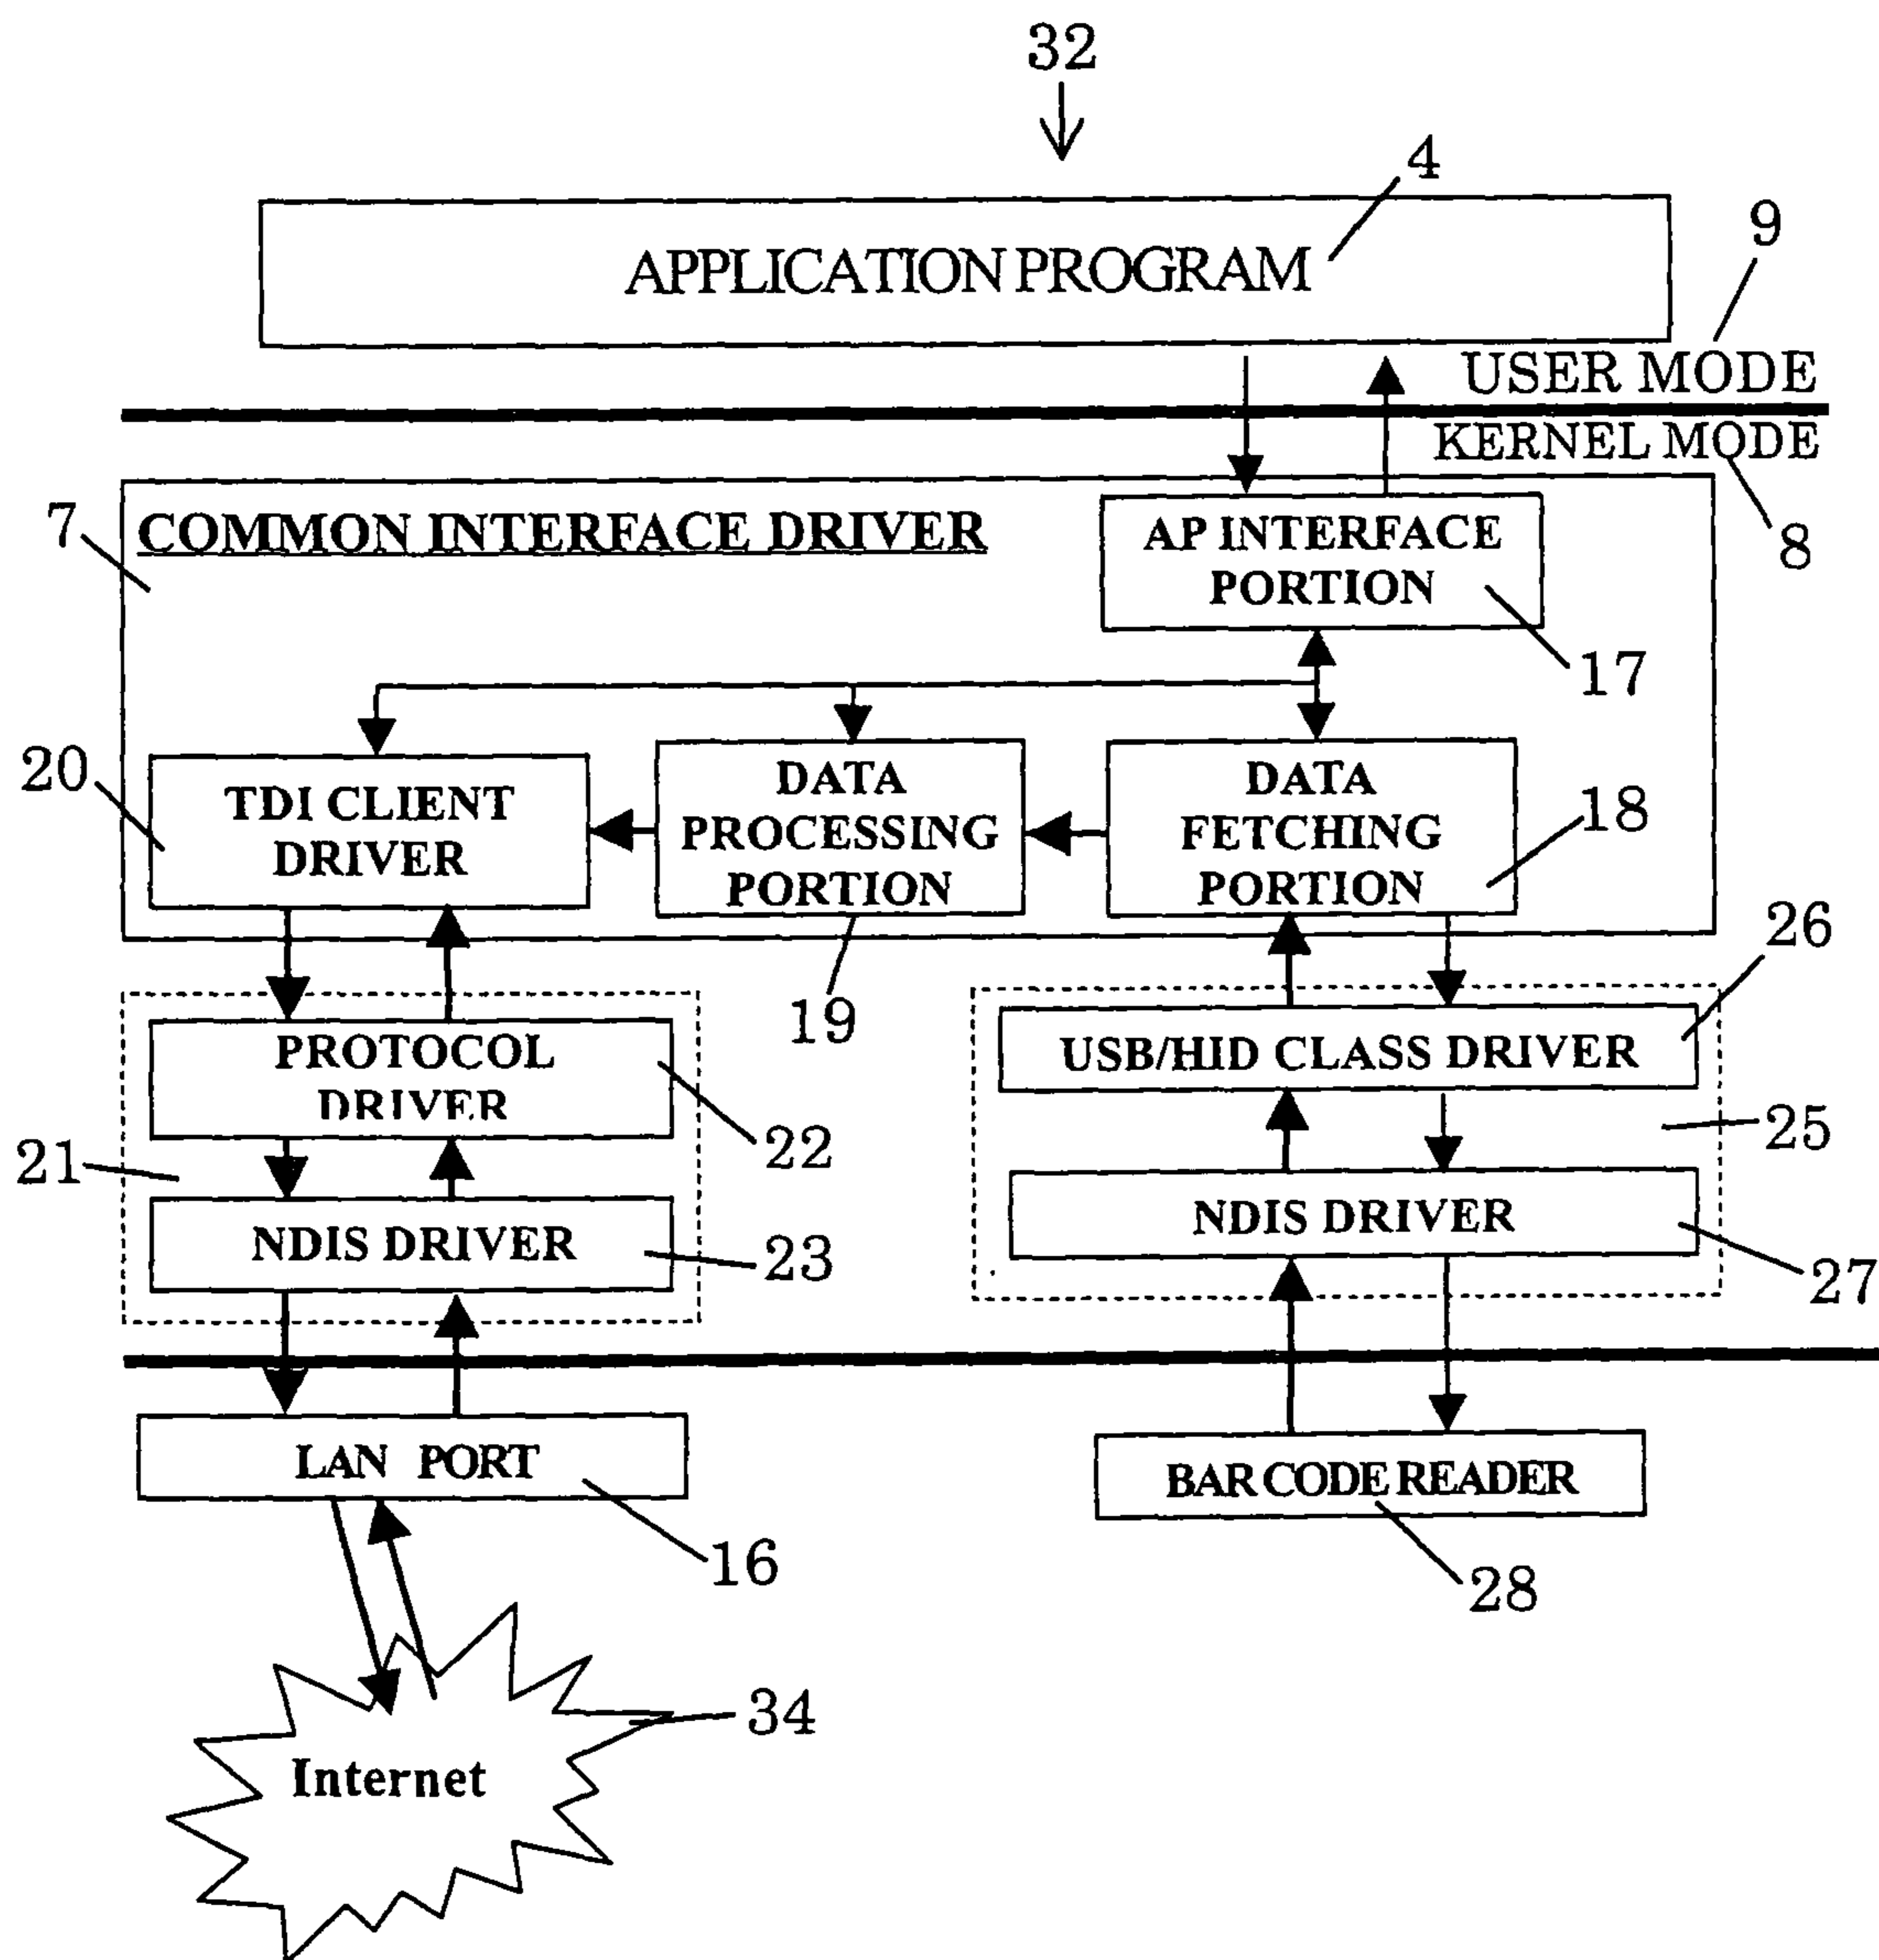 32
4
APPLICATION PROGRAM
9
USER MODE
KERNEL MODE
8
7
COMMON INTERFACE DRIVER
AP INTERFACE
PORTION
17
20
TDI CLIENT
DRIVER
DATA
PROCESSING
PORTION
19
DATA
FETCHING
PORTION
18
26
PROTOCOL
DRIVER
22
USB/HID CLASS DRIVER
25
21
NDIS DRIVER
23
NDIS DRIVER
27
LAN PORT
16
BAR CODE READER
28
34
Internet